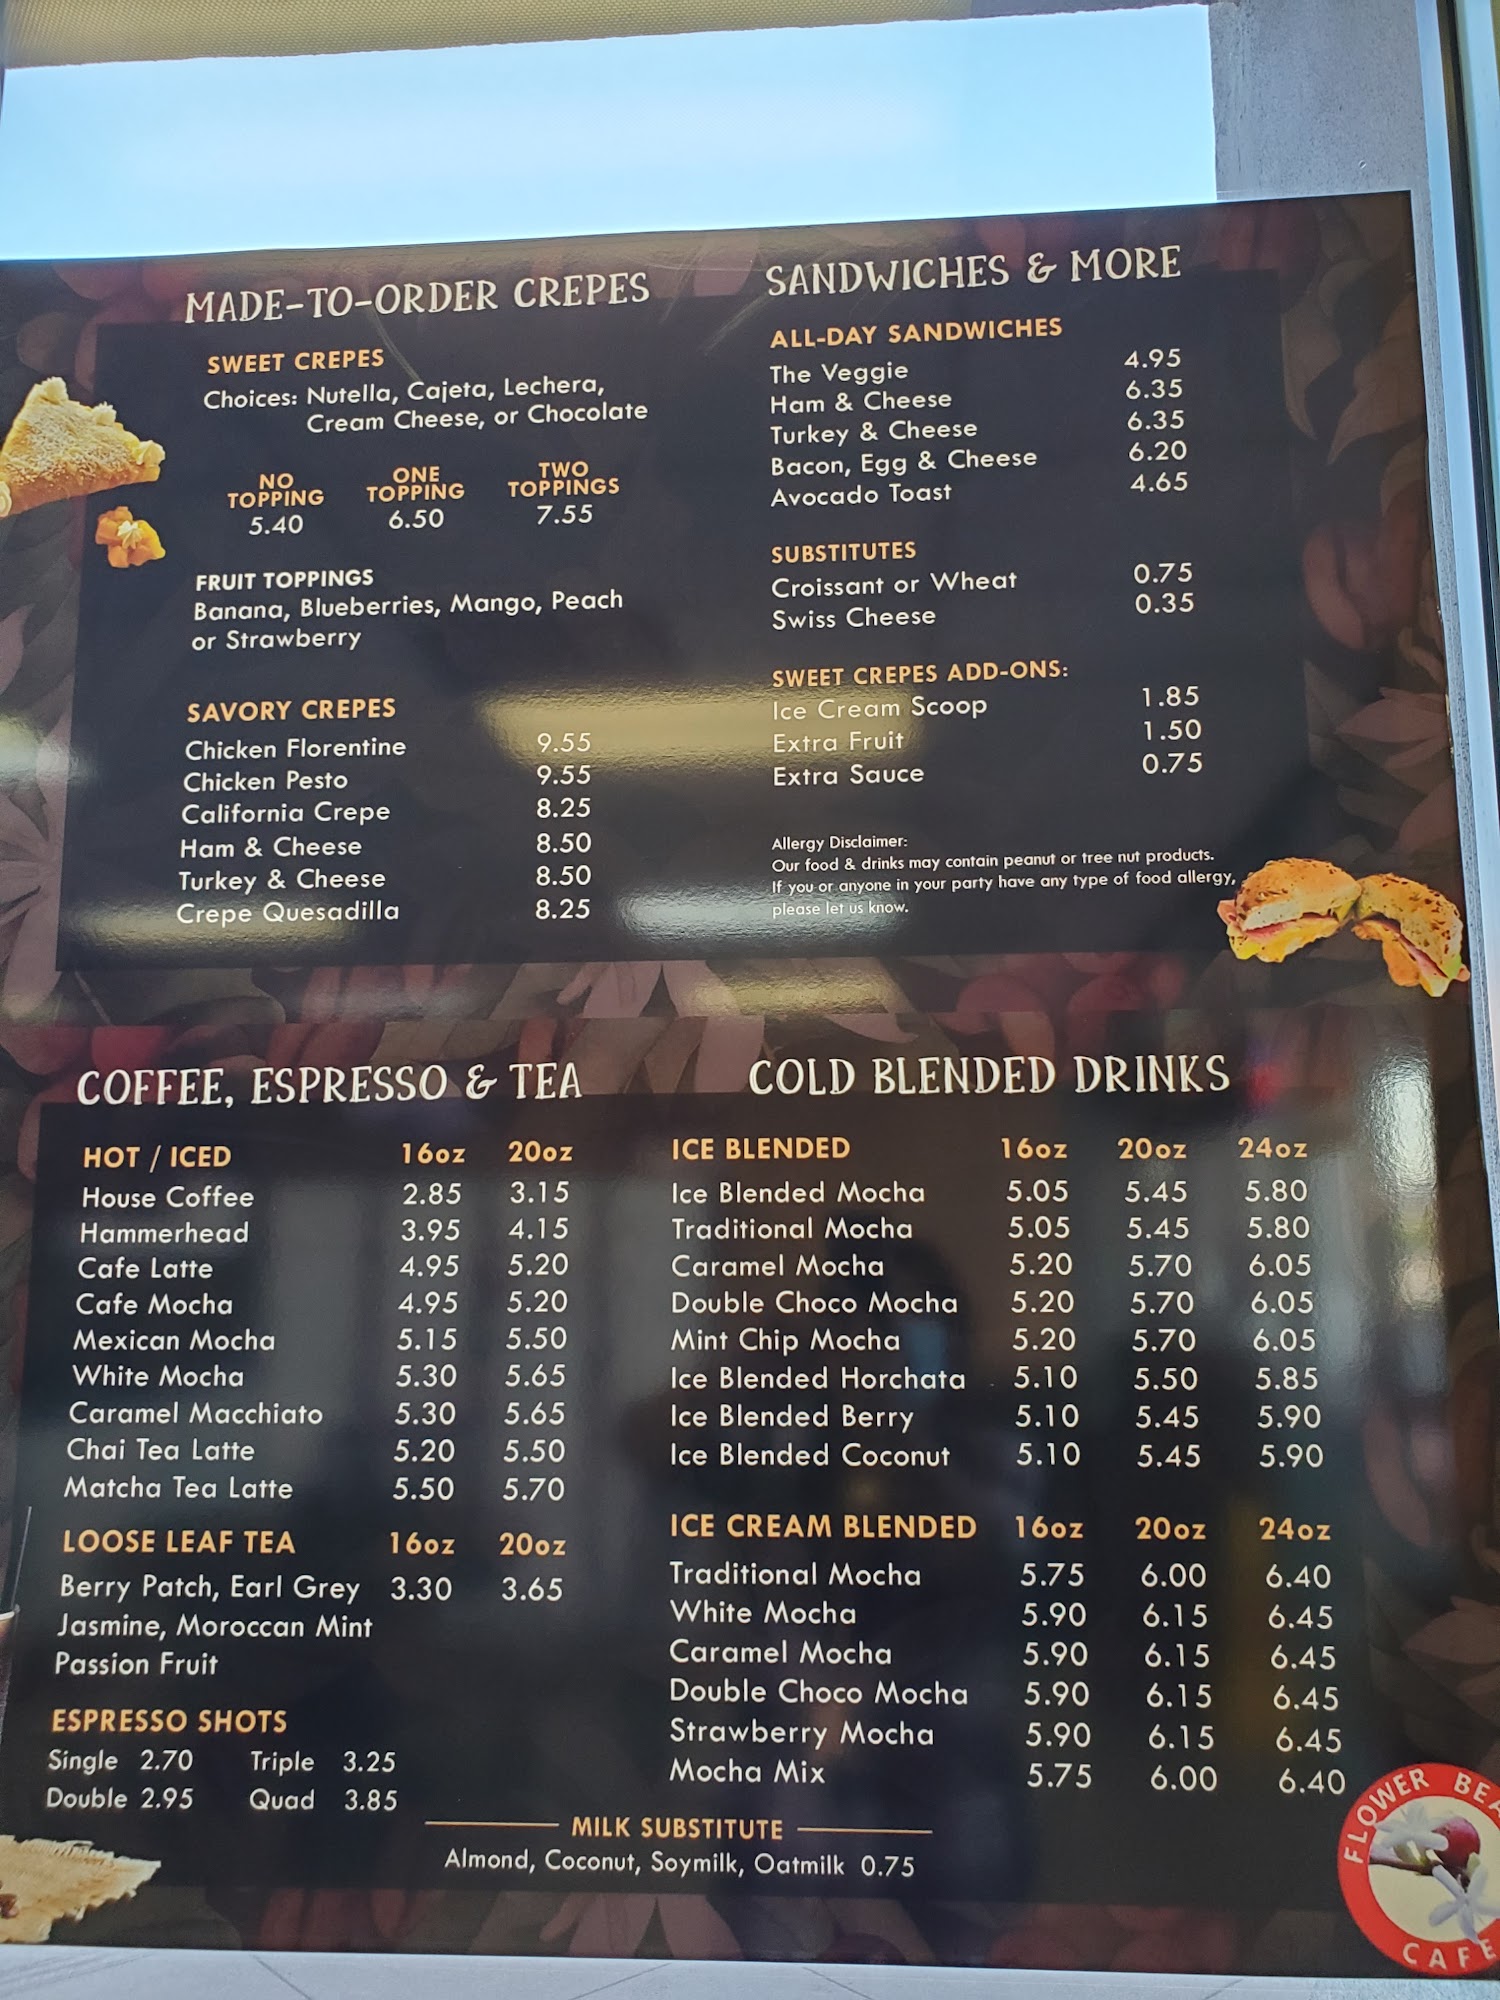 MADE-TO-ORDER CREPES
SWEET CREPES
Choices: Nutella, Cajeta, Lechera,
Cream Cheese, or Chocolate
NO TOPPING ONE TOPPING TWO TOPPINGS
5.40 6.50 7.55
FRUIT TOPPINGS
Banana, Blueberries, Mango, Peach
or Strawberry
SAVORY CREPES
Chicken Florentine 9.55
Chicken Pesto 9.55
California Crepe 8.25
Ham & Cheese 8.50
Turkey & Cheese 8.50
Crepe Quesadilla 8.25
SANDWICHES & MORE
ALL-DAY SANDWICHES
The Veggie 4.95
Ham & Cheese 6.35
Turkey & Cheese 6.35
Bacon, Egg & Cheese 6.20
Avocado Toast 4.65
SUBSTITUTES
Croissant or Wheat 0.75
Swiss Cheese 0.35
SWEET CREPES ADD-ONS:
Ice Cream Scoop 1.85
Extra Fruit 1.50
Extra Sauce 0.75
Allergy Disclaimer:
Our food & drinks may contain peanut or tree nut products.
If you or anyone in your party have any type of food allergy,
please let us know.
COFFEE, ESPRESSO & TEA
HOT / ICED 16oz 20oz
House Coffee 2.85 3.15
Hammerhead 3.95 4.15
Cafe Latte 4.95 5.20
Cafe Mocha 4.95 5.20
Mexican Mocha 5.15 5.50
White Mocha 5.30 5.65
Caramel Macchiato 5.30 5.65
Chai Tea Latte 5.20 5.50
Matcha Tea Latte 5.50 5.70
LOOSE LEAF TEA 16oz 20oz
Berry Patch, Earl Grey 3.30 3.65
Jasmine, Moroccan Mint
Passion Fruit
ESPRESSO SHOTS
Single 2.70 Triple 3.25
Double 2.95 Quad 3.85
COLD BLENDED DRINKS
ICE BLENDED 16oz 20oz 24oz
Ice Blended Mocha 5.05 5.45 5.80
Traditional Mocha 5.05 5.45 5.80
Caramel Mocha 5.20 5.70 6.05
Double Choco Mocha 5.20 5.70 6.05
Mint Chip Mocha 5.20 5.70 6.05
Ice Blended Horchata 5.10 5.50 5.85
Ice Blended Berry 5.10 5.45 5.90
Ice Blended Coconut 5.10 5.45 5.90
ICE CREAM BLENDED 16oz 20oz 24oz
Traditional Mocha 5.75 6.00 6.40
White Mocha 5.90 6.15 6.45
Caramel Mocha 5.90 6.15 6.45
Double Choco Mocha 5.90 6.15 6.45
Strawberry Mocha 5.90 6.15 6.45
Mocha Mix 5.75 6.00 6.40
MILK SUBSTITUTE
Almond, Coconut, Soymilk, Oatmilk 0.75
FLOWER
CAFE